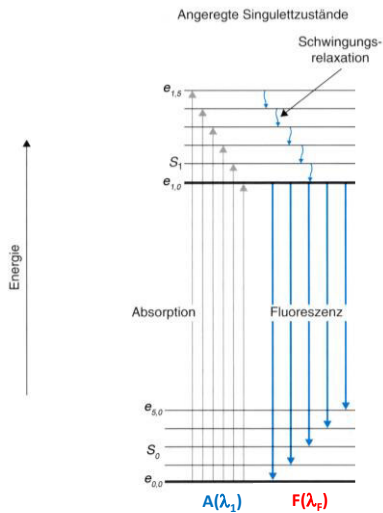 Angeregte Singulettzustände
Schwingungs-
relaxation
e1,5
S1
e1,0
Energie
Absorption
Fluoreszenz
e5,0
S0
e0,0
A(λ1)
F(λF)